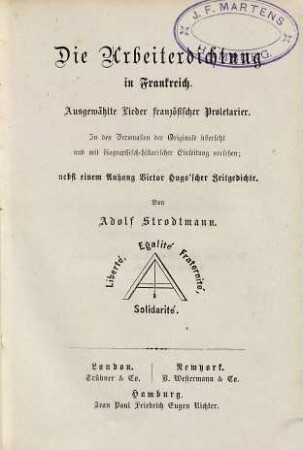 J. F. MARTENS
Die Arbeiterdichtung
in Frankreich.
Ausgewählte Lieder französischer Proletarier.
In den Versmaßen der Originale übersetzt
und mit biographisch-historischer Einleitung versehen;
nebst einem Anhang Victor Hugo'scher Zeitgedichte.
Von
Adolf Strodtmann.
Liberté, Egalité Fraternité,
Solidarité.
London. Newyork.
Trübner & Co. B. Westermann & Co.
Hamburg.
Jean Paul Friedrich Eugen Richter.